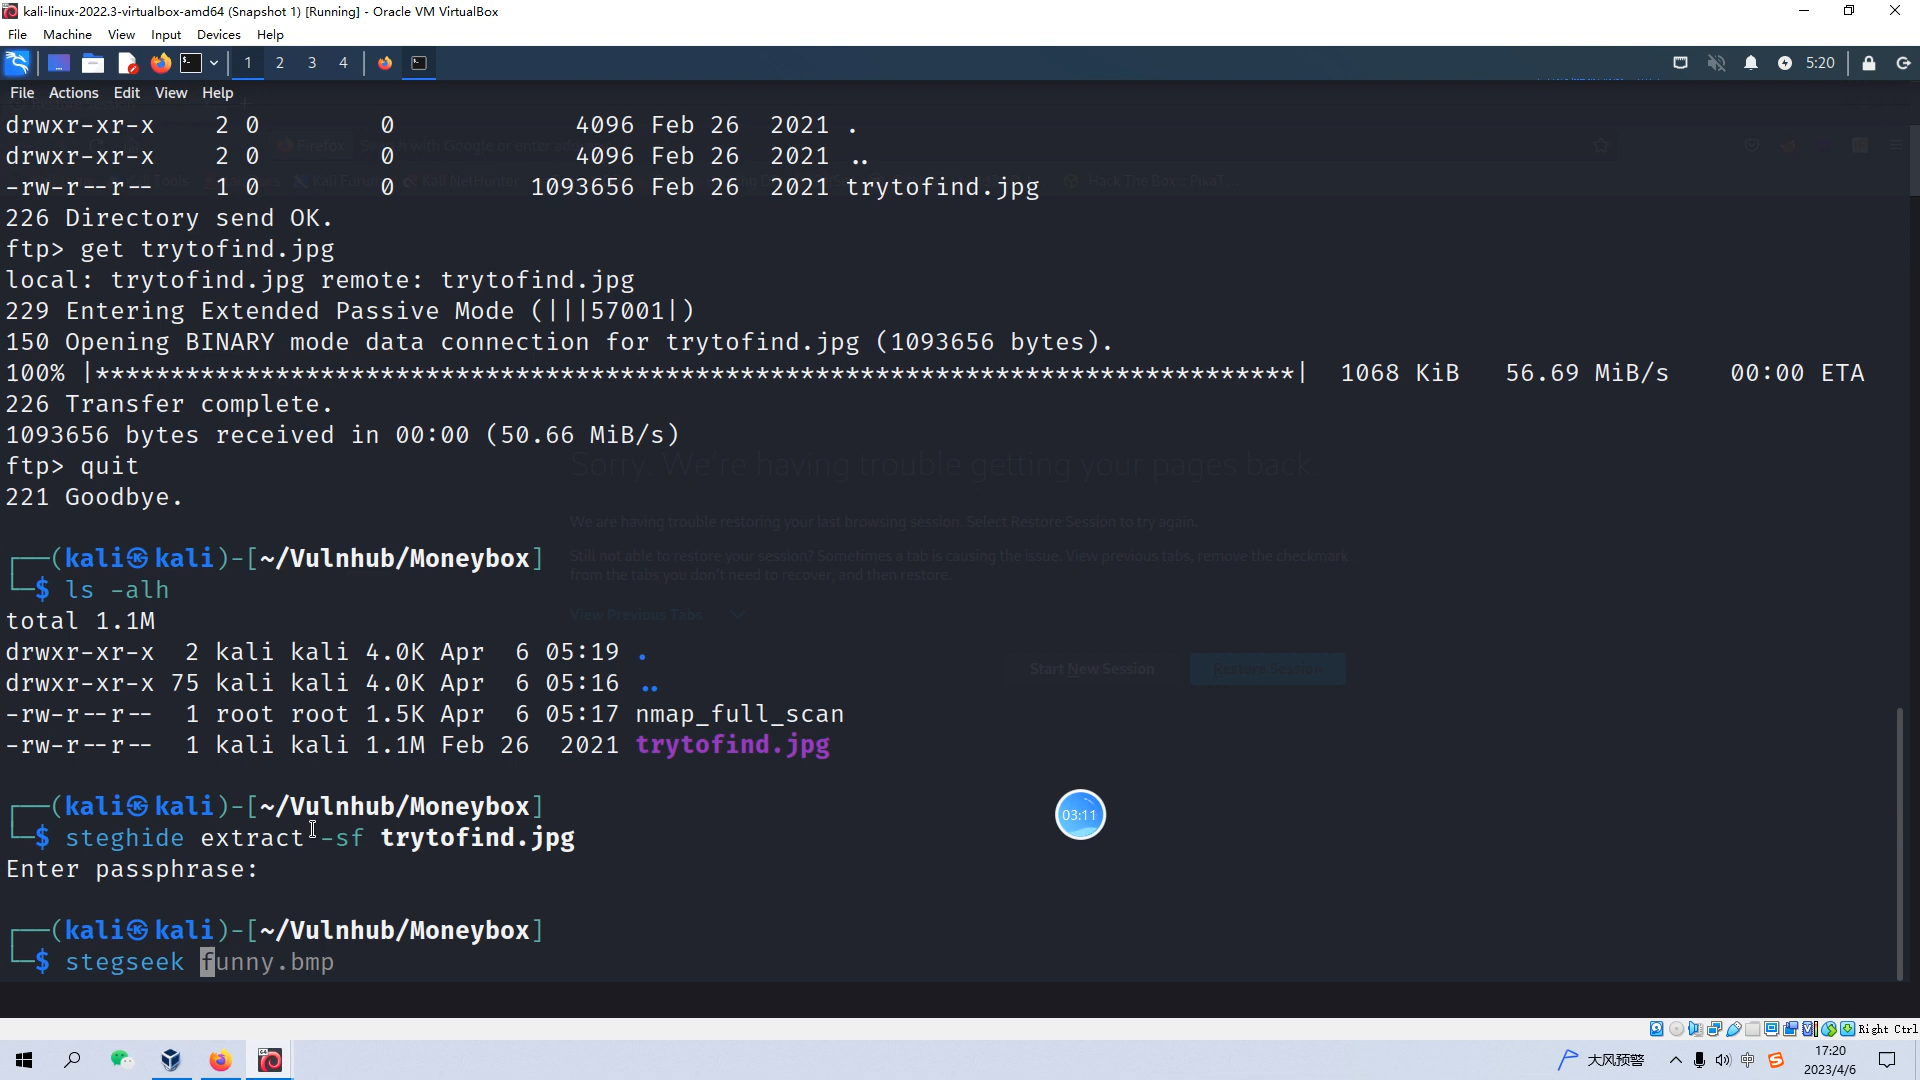 kali-linux-2022.3-virtualbox-amd64 (Snapshot 1) [Running] - Oracle VM VirtualBox
File Machine View Input Devices Help
1 2 3 4 5:20
File Actions Edit View Help
drwxr-xr-x    2 0        0            4096 Feb 26  2021 .
drwxr-xr-x    2 0        0            4096 Feb 26  2021 ..
-rw-r--r--    1 0        0         1093656 Feb 26  2021 trytofind.jpg
226 Directory send OK.
ftp> get trytofind.jpg
local: trytofind.jpg remote: trytofind.jpg
229 Entering Extended Passive Mode (|||57001|)
150 Opening BINARY mode data connection for trytofind.jpg (1093656 bytes).
100% |********************************************************************************|  1068 KiB   56.69 MiB/s    00:00 ETA
226 Transfer complete.
1093656 bytes received in 00:00 (50.66 MiB/s)
ftp> quit
221 Goodbye.
Sorry. We're having trouble getting your pages back
We are having trouble restoring your last browsing session. Select Restore Session to try again.
Still not able to restore your session? Sometimes a tab is causing the issue. View previous tabs, remove the checkmark
from the tabs you don't need to recover, and then restore.
View Previous Tabs
Start New Session Restore Session
┌──(kali㉿kali)-[~/Vulnhub/Moneybox]
└─$ ls -alh
total 1.1M
drwxr-xr-x  2 kali kali 4.0K Apr  6 05:19 .
drwxr-xr-x 75 kali kali 4.0K Apr  6 05:16 ..
-rw-r--r--  1 root root 1.5K Apr  6 05:17 nmap_full_scan
-rw-r--r--  1 kali kali 1.1M Feb 26  2021 trytofind.jpg
┌──(kali㉿kali)-[~/Vulnhub/Moneybox]
└─$ steghide extract -sf trytofind.jpg
Enter passphrase:
03:11
┌──(kali㉿kali)-[~/Vulnhub/Moneybox]
└─$ stegseek funny.bmp
Right Ctrl
大风预警 中 17:20
2023/4/6